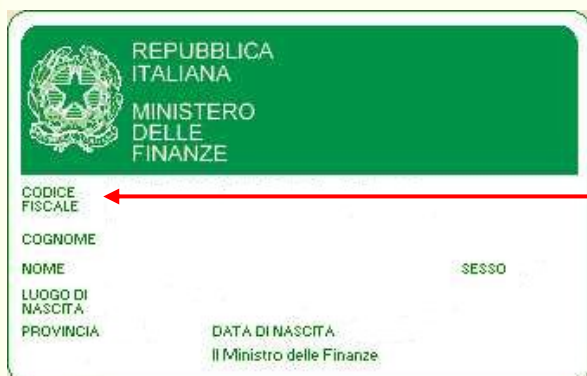 REPUBBLICA
ITALIANA
MINISTERO
DELLE
FINANZE
CODICE
FISCALE
COGNOME
NOME SESSO
LUOGO DI
NASCITA
PROVINCIA DATA DI NASCITA
Il Ministro delle Finanze